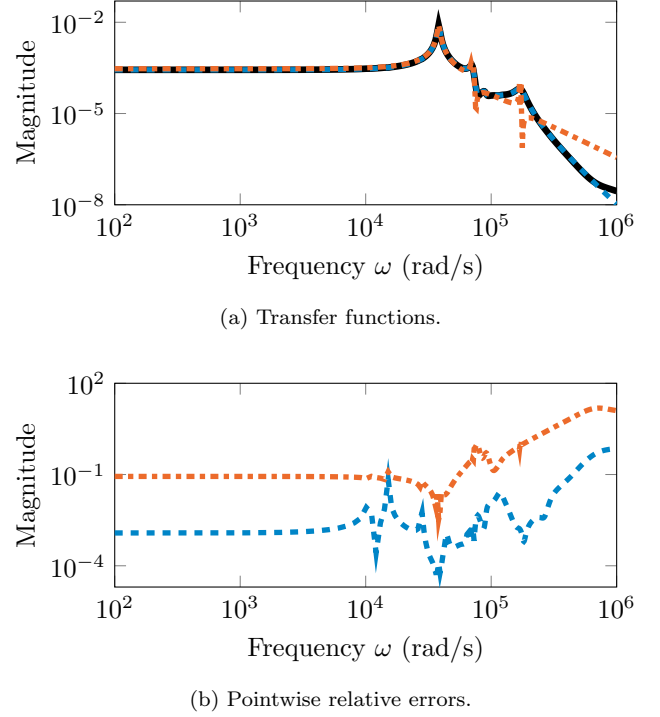 10^−2
10^−5
10^−8
Magnitude
10^2 10^3 10^4 10^5 10^6
Frequency ω (rad/s)
(a) Transfer functions.
10^2
10^−1
10^−4
Magnitude
10^2 10^3 10^4 10^5 10^6
Frequency ω (rad/s)
(b) Pointwise relative errors.